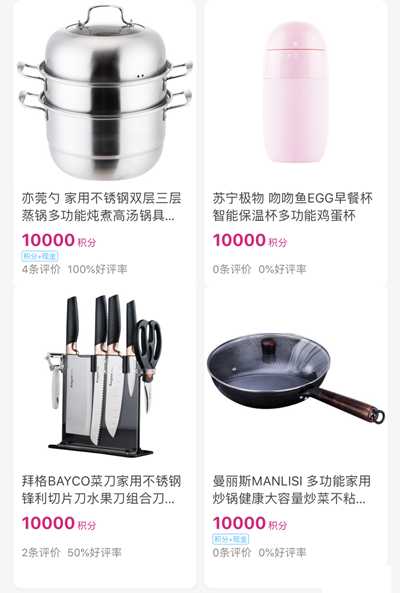 亦莞勺 家用不锈钢双层三层
蒸锅多功能炖煮高汤锅具...
10000 积分
积分+现金
4条评价 100%好评率
苏宁极物 吻吻鱼EGG早餐杯
智能保温杯多功能鸡蛋杯
10000 积分
0条评价 0%好评率
拜格BAYCO菜刀家用不锈钢
锋利切片刀水果刀组合刀...
10000 积分
2条评价 50%好评率
曼丽斯MANLISI 多功能家用
炒锅健康大容量炒菜不粘...
10000 积分
积分+现金
0条评价 0%好评率